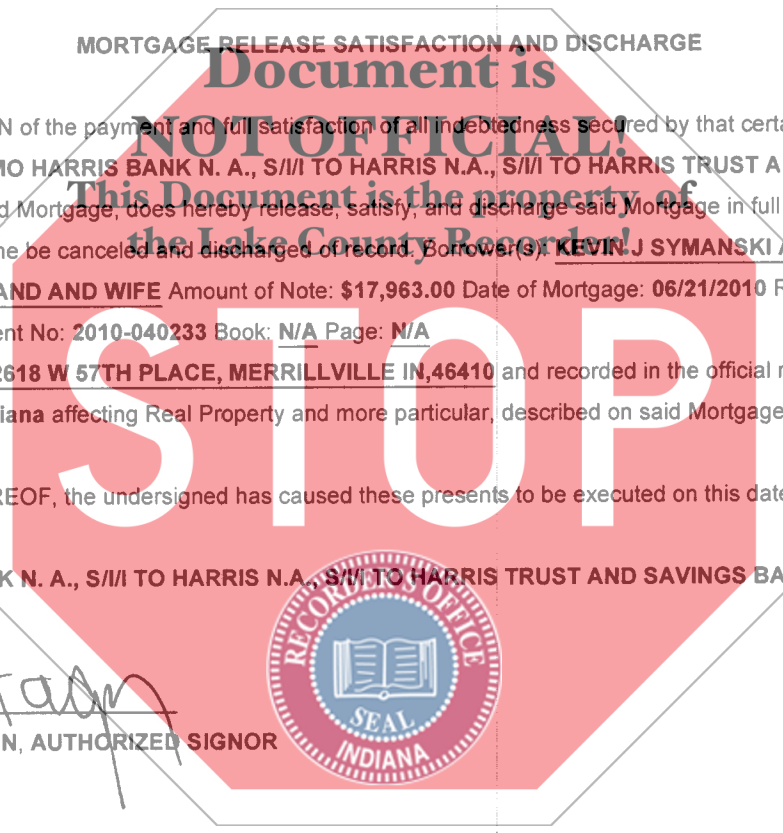 MORTGAGE RELEASE SATISFACTION AND DISCHARGE
Document is
N of the payment and full satisfaction of all indebtedness secured by that certa
NOT OFFICIAL!
MO HARRIS BANK N. A., S/I/I TO HARRIS N.A., S/I/I TO HARRIS TRUST A
This Document is the property of
d Mortgage, does hereby release, satisfy, and discharge said Mortgage in full
the Lake County Recorder!
ne be canceled and discharged of record. Borrower(s): KEVIN J SYMANSKI A
AND AND WIFE Amount of Note: $17,963.00 Date of Mortgage: 06/21/2010 R
ent No: 2010-040233 Book: N/A Page: N/A
2618 W 57TH PLACE, MERRILLVILLE IN,46410 and recorded in the official r
iana affecting Real Property and more particular, described on said Mortgage
STOP
REOF, the undersigned has caused these presents to be executed on this date
K N. A., S/I/I TO HARRIS N.A., S/I/I TO HARRIS TRUST AND SAVINGS BA
RECORDER'S OFFICE
SEAL
INDIANA
N, AUTHORIZED SIGNOR